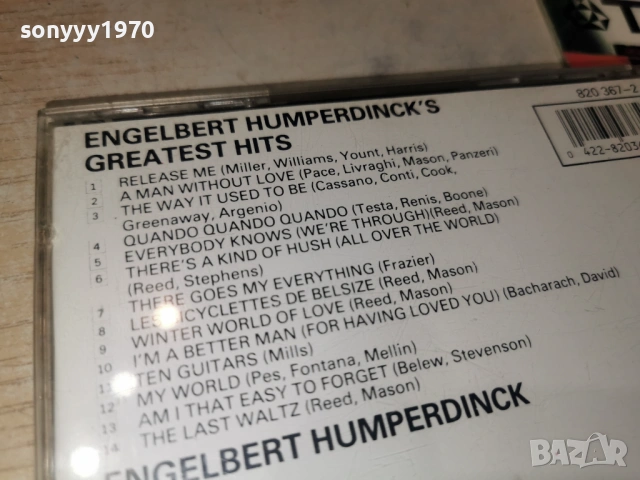 sonyyy1970
820 367-2
ENGELBERT HUMPERDINCK'S
GREATEST HITS
0 422-8203
1 RELEASE ME (Miller, Williams, Yount, Harris)
2 A MAN WITHOUT LOVE (Pace, Livraghi, Mason, Panzeri)
3 THE WAY IT USED TO BE (Cassano, Conti, Cook,
Greenaway, Argenio)
4 QUANDO QUANDO QUANDO (Testa, Renis, Boone)
5 EVERYBODY KNOWS (WE'RE THROUGH)(Reed, Mason)
6 THERE'S A KIND OF HUSH (ALL OVER THE WORLD)
(Reed, Stephens)
7 THERE GOES MY EVERYTHING (Frazier)
8 LES BICYCLETTES DE BELSIZE (Reed, Mason)
9 WINTER WORLD OF LOVE (Reed, Mason)
10 I'M A BETTER MAN (FOR HAVING LOVED YOU) (Bacharach, David)
11 TEN GUITARS (Mills)
12 MY WORLD (Pes, Fontana, Mellin)
13 AM I THAT EASY TO FORGET (Belew, Stevenson)
14 THE LAST WALTZ (Reed, Mason)
ENGELBERT HUMPERDINCK
BAZAR